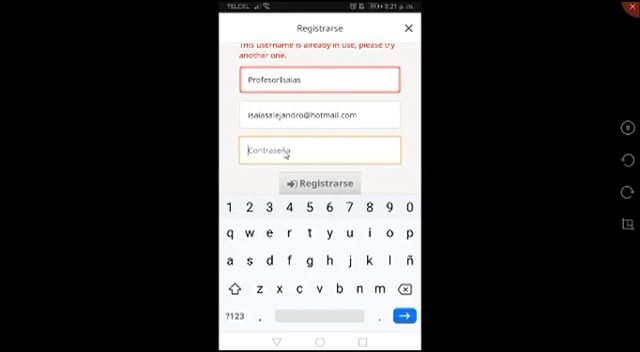 TELCEL 3:21 p. m.
Registrarse
This username is already in use, please try
another one.
ProfesorIsaias
isaiasalejandro@hotmail.com
Contraseña
Registrarse
1 2 3 4 5 6 7 8 9 0
q w e r t y u i o p
a s d f g h j k l ñ
z x c v b n m
?123 , .